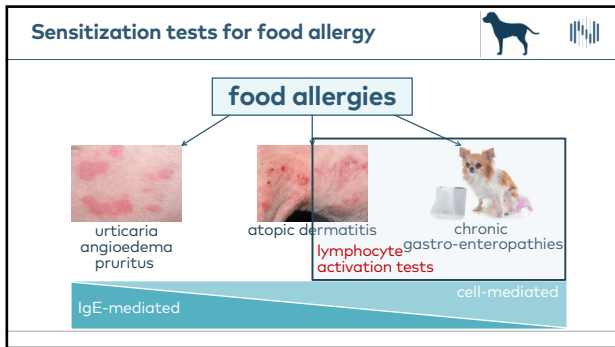 Sensitization tests for food allergy
food allergies
urticaria
angioedema
pruritus
atopic dermatitis
chronic
gastro-enteropathies
lymphocyte
activation tests
cell-mediated
IgE-mediated